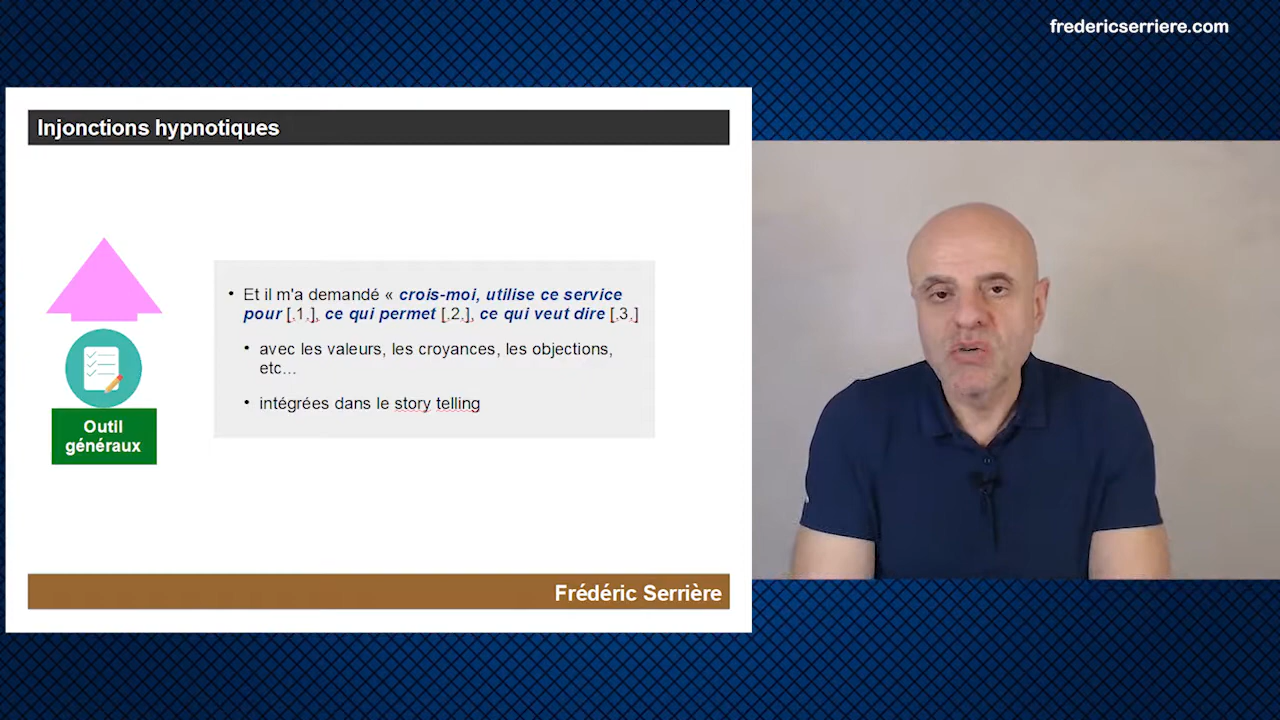 fredericserriere.com
Injonctions hypnotiques
• Et il m'a demandé « crois-moi, utilise ce service
pour [.1.], ce qui permet [.2.], ce qui veut dire [.3.]
• avec les valeurs, les croyances, les objections,
etc...
• intégrées dans le story telling
Outil
généraux
Frédéric Serrière